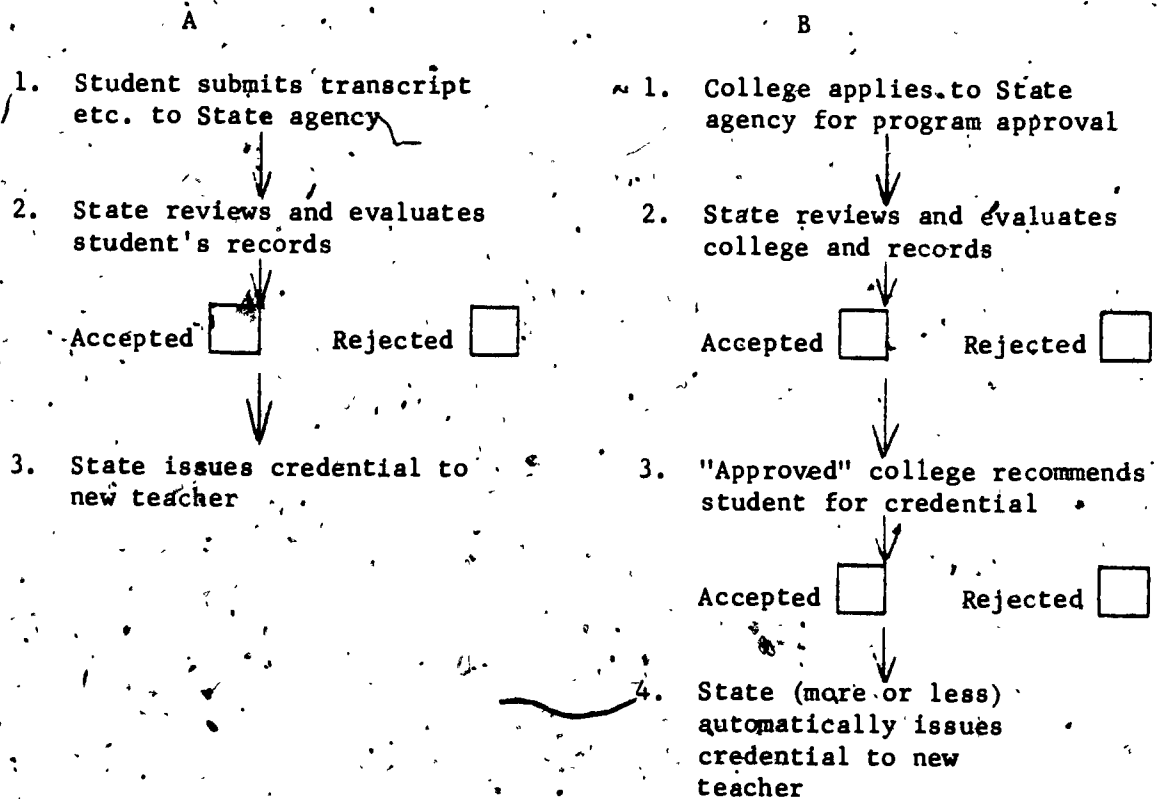 A
1. Student submits transcript
etc. to State agency
2. State reviews and evaluates
student's records
Accepted Rejected
3. State issues credential to
new teacher
B
1. College applies to State
agency for program approval
2. State reviews and evaluates
college and records
Accepted Rejected
3. "Approved" college recommends
student for credential
Accepted Rejected
4. State (more or less)
automatically issues
credential to new
teacher